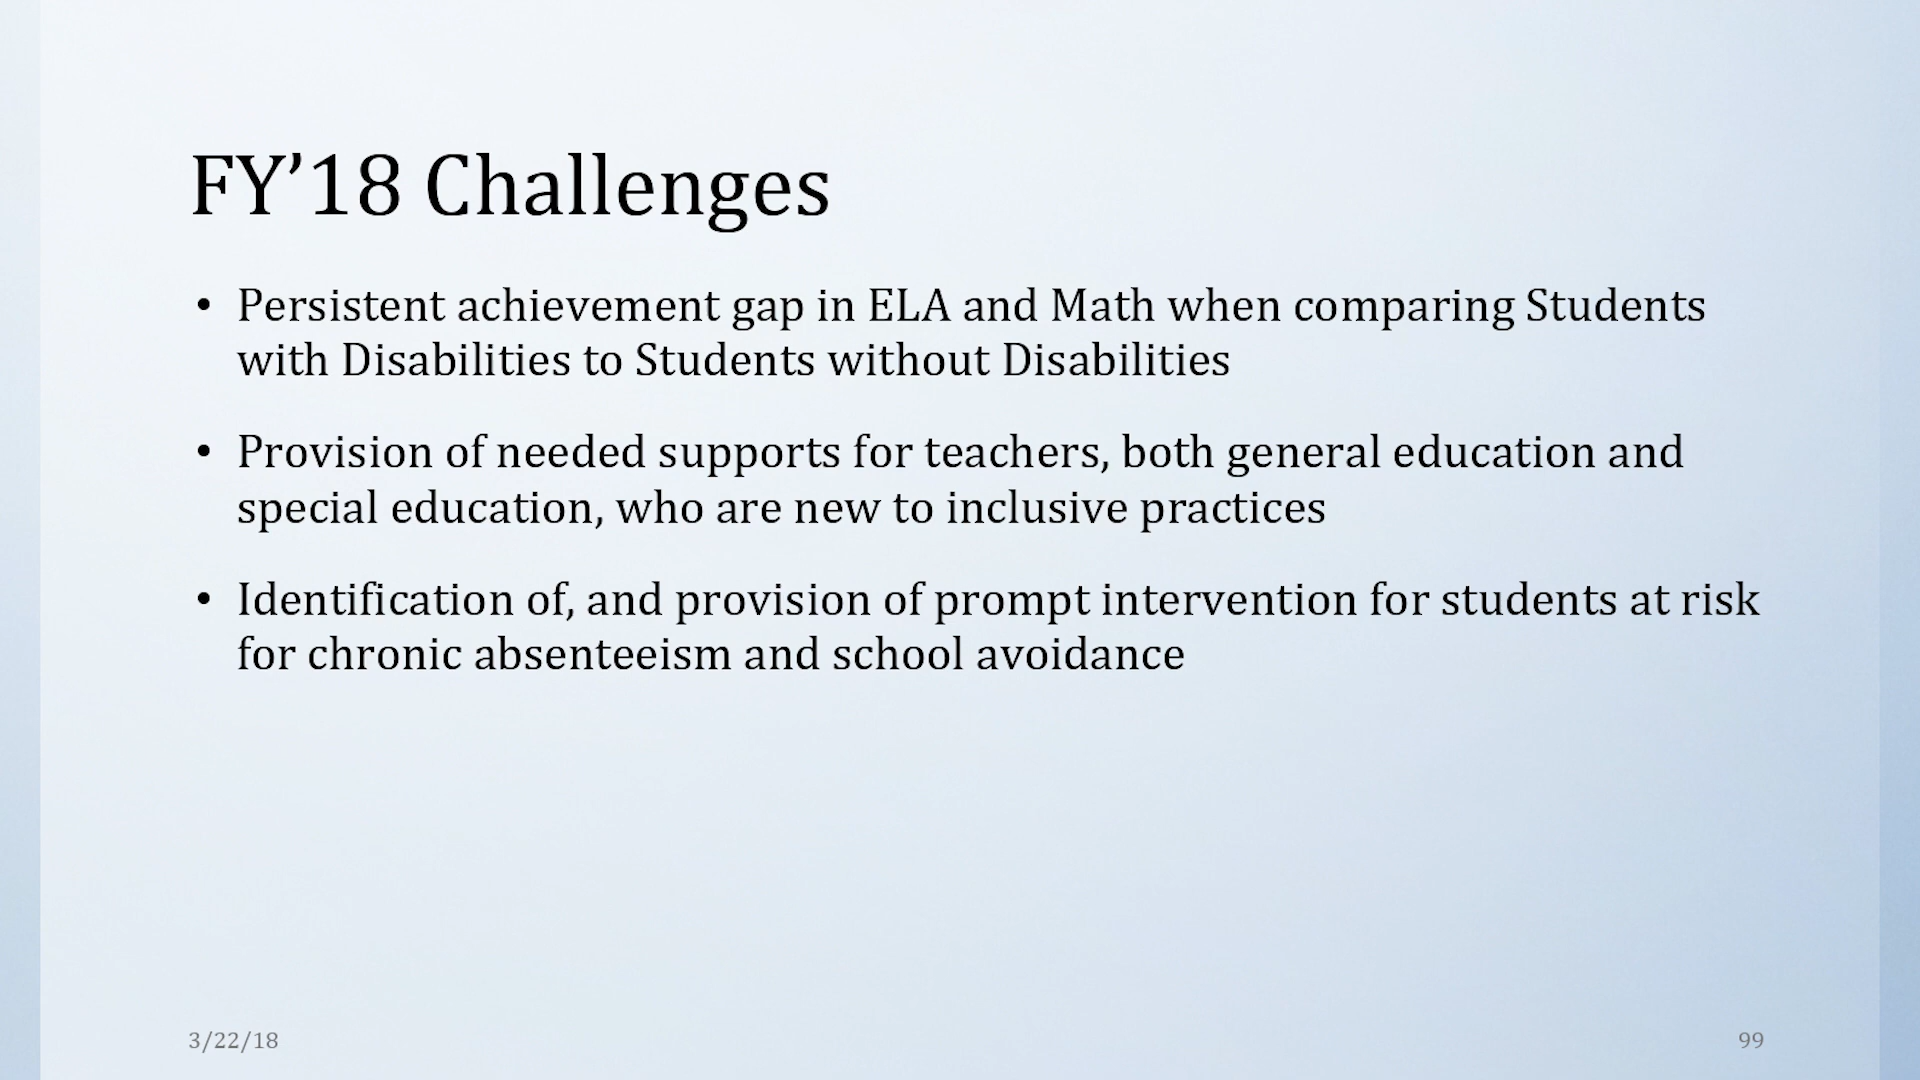 FY’18 Challenges
• Persistent achievement gap in ELA and Math when comparing Students
with Disabilities to Students without Disabilities
• Provision of needed supports for teachers, both general education and
special education, who are new to inclusive practices
• Identification of, and provision of prompt intervention for students at risk
for chronic absenteeism and school avoidance
3/22/18
99